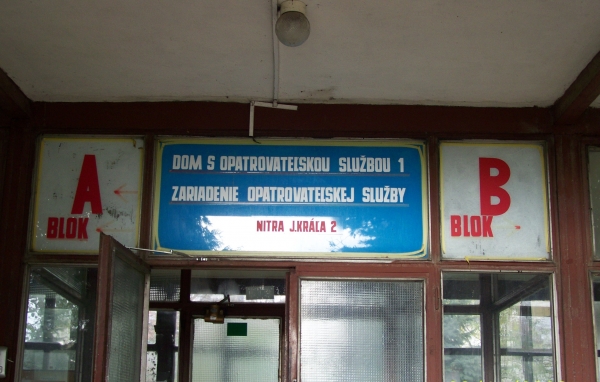 A
BLOK
DOM S OPATROVATEĽSKOU SLUŽBOU 1
ZARIADENIE OPATROVATEĽSKEJ SLUŽBY
NITRA J.KRÁĽA 2
B
BLOK